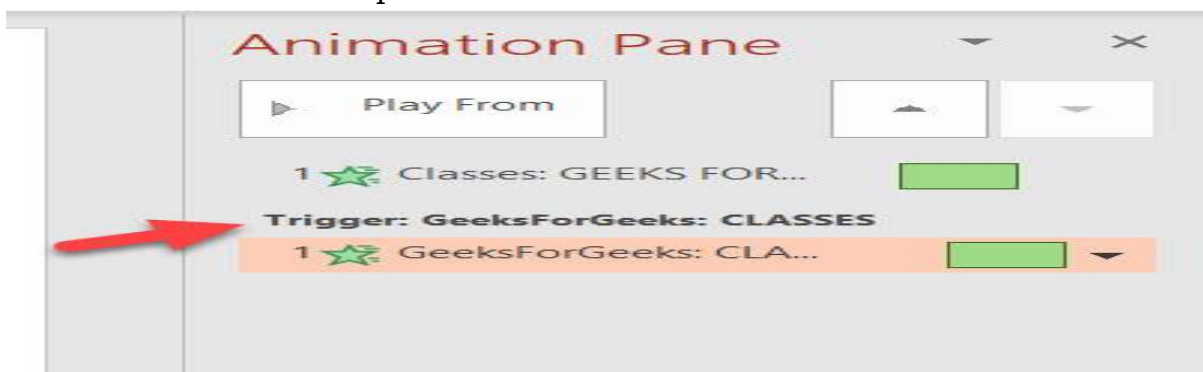 Animation Pane
Play From
1 Classes: GEEKS FOR...
Trigger: GeeksForGeeks: CLASSES
1 GeeksForGeeks: CLA...